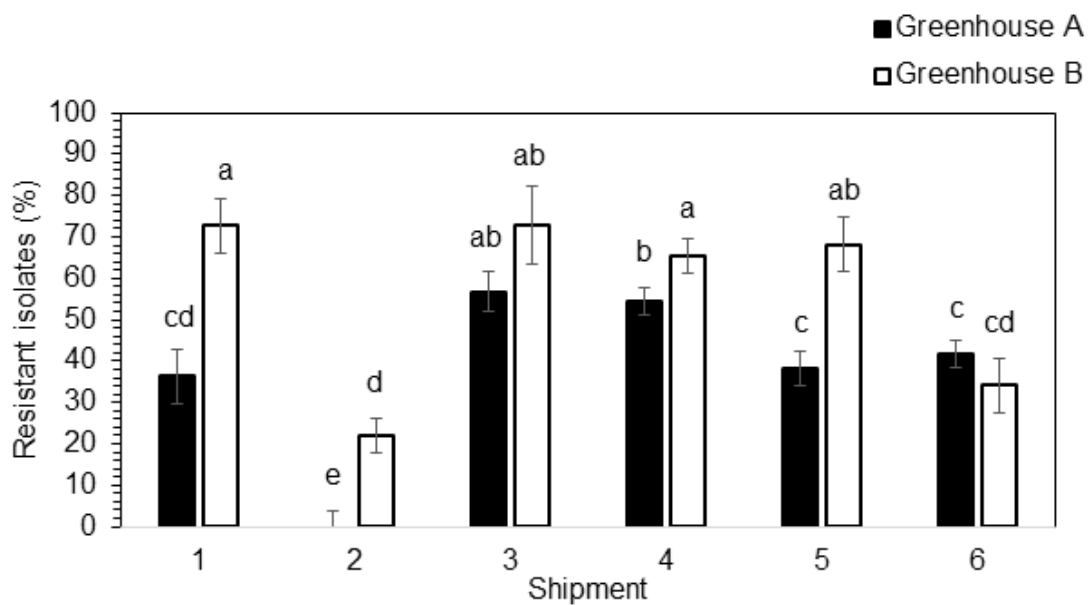 Greenhouse A
Greenhouse B
Resistant isolates (%)
100
90
80
70
60
50
40
30
20
10
0
cd a
e d
ab ab
b a
c ab
c cd
1 2 3 4 5 6
Shipment